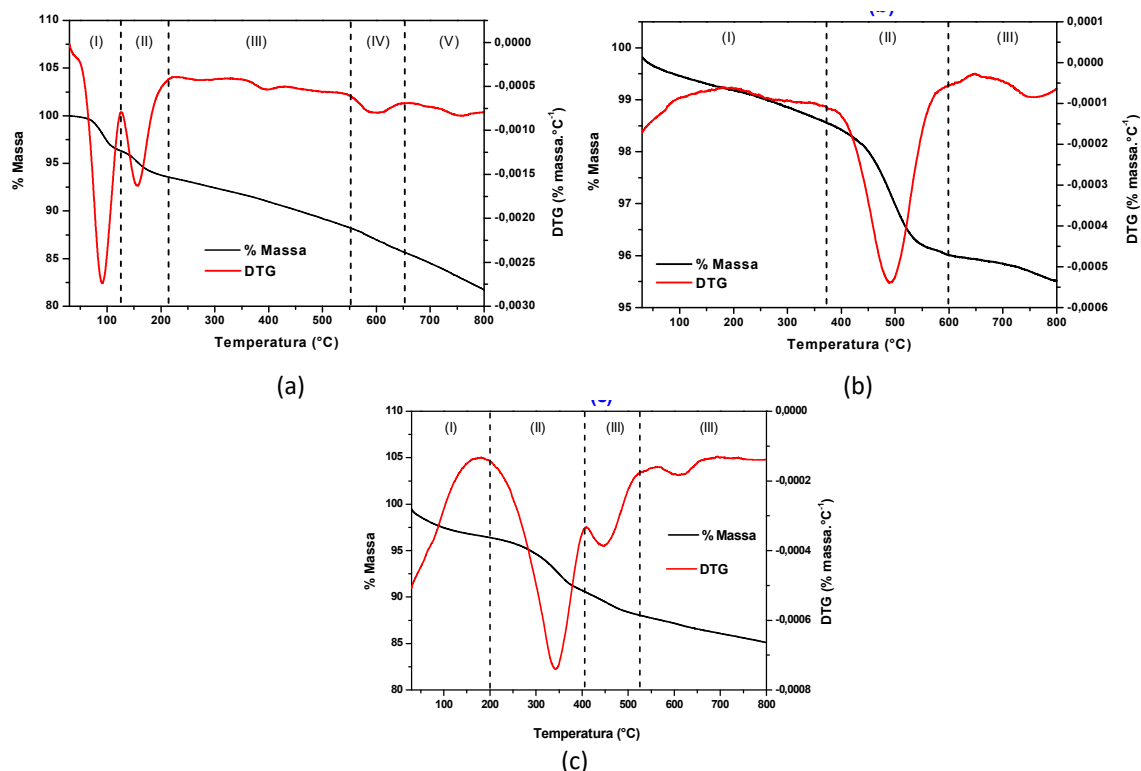 110
105
100
95
90
85
80
% Massa
(I)
(II)
(III)
(IV)
(V)
% Massa
DTG
0,0000
-0,0005
-0,0010
-0,0015
-0,0020
-0,0025
-0,0030
DTG (% massa.°C⁻¹)
100 200 300 400 500 600 700 800
Temperatura (°C)
(a)
100
99
98
97
96
95
% Massa
(I)
(II)
(III)
% Massa
DTG
0,0001
0,0000
-0,0001
-0,0002
-0,0003
-0,0004
-0,0005
-0,0006
DTG (% massa.°C⁻¹)
100 200 300 400 500 600 700 800
Temperatura (°C)
(b)
110
105
100
95
90
85
80
% Massa
(I)
(II)
(III)
(III)
% Massa
DTG
0,0000
-0,0002
-0,0004
-0,0006
-0,0008
DTG (% massa.°C⁻¹)
100 200 300 400 500 600 700 800
Temperatura (°C)
(c)